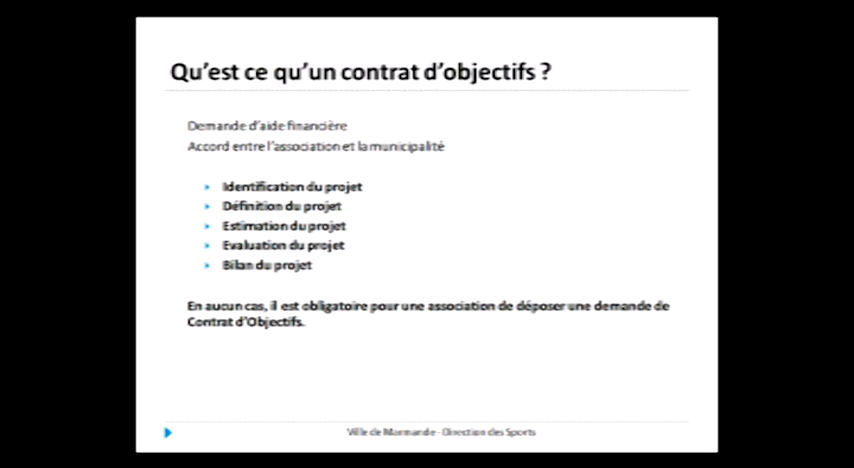 Qu'est ce qu'un contrat d'objectifs ?
Demande d'aide financière
Accord entre l'association et la municipalité
Identification du projet
Définition du projet
Estimation du projet
Evaluation du projet
Bilan du projet
En aucun cas, il est obligatoire pour une association de déposer une demande de
Contrat d'Objectifs.
Ville de Marmande - Direction des Sports